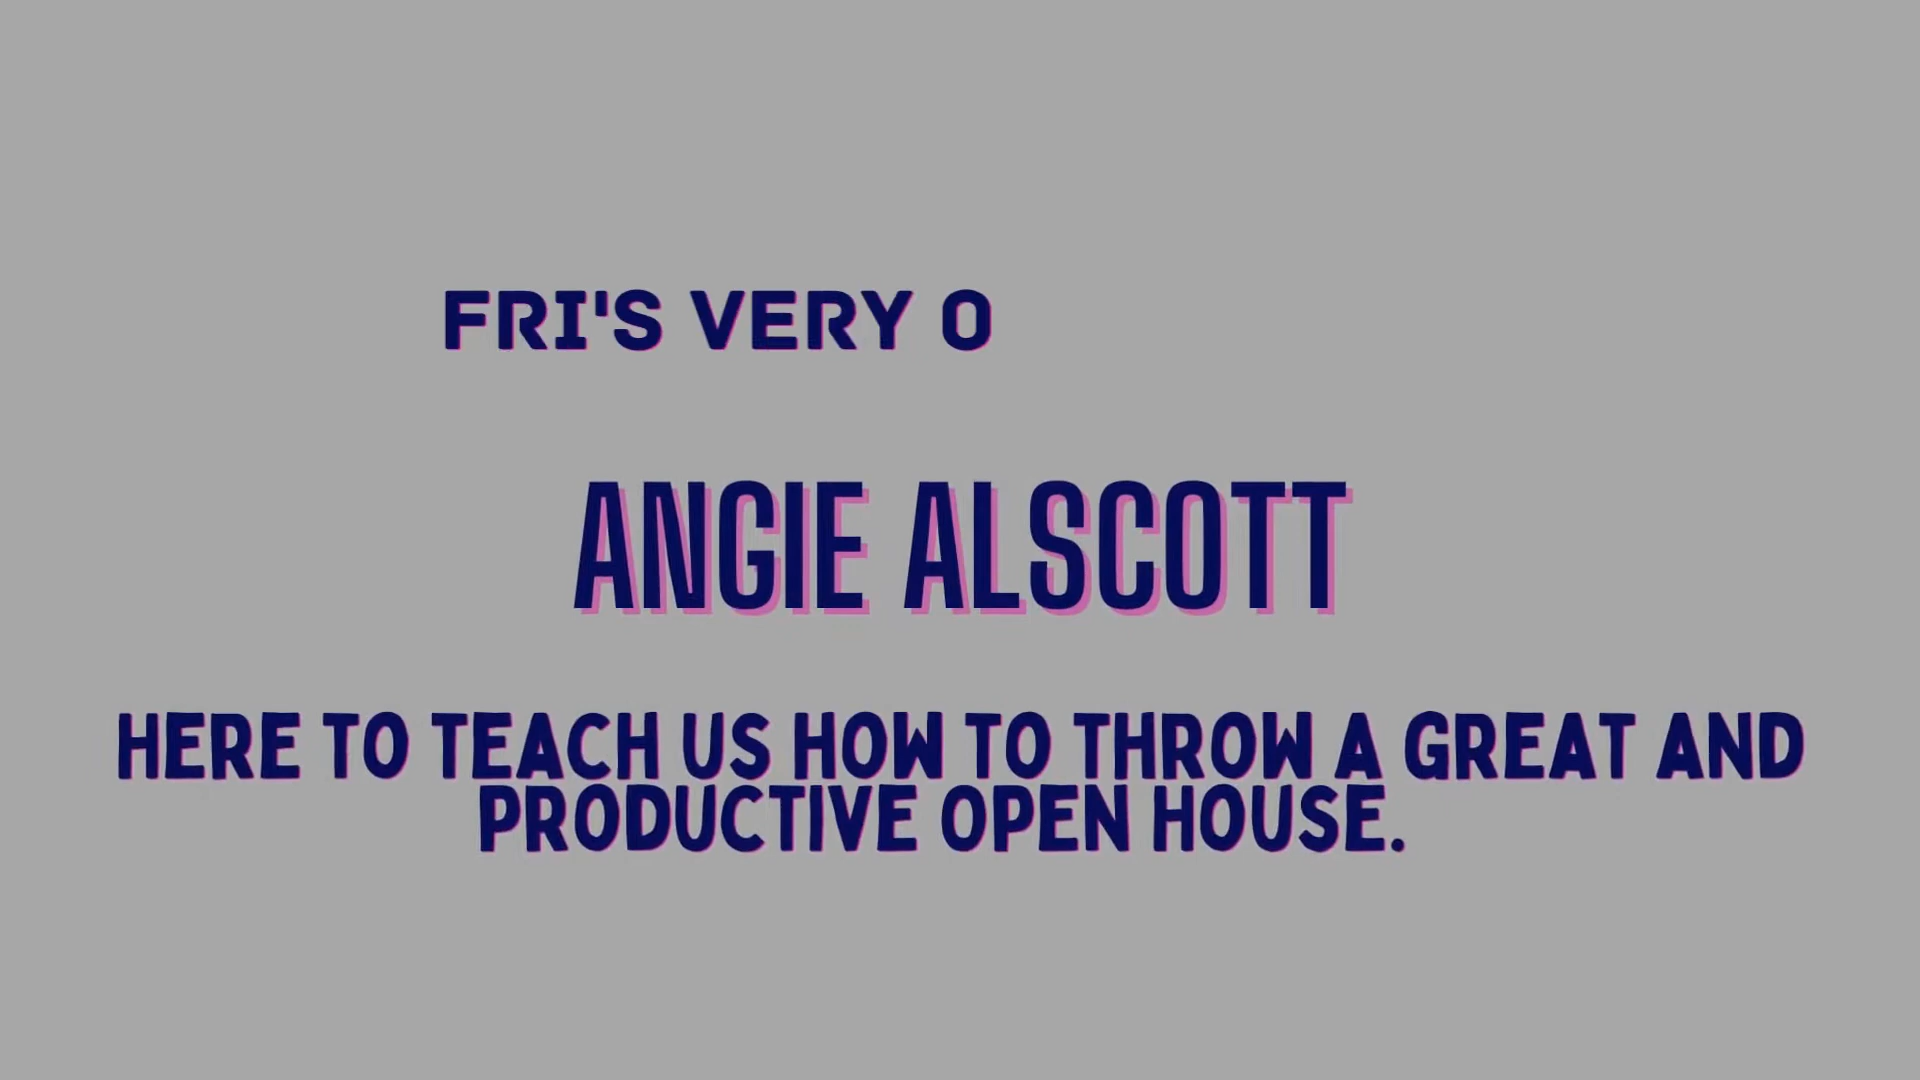 FRI'S VERY O
ANGIE ALSCOTT
HERE TO TEACH US HOW TO THROW A GREAT AND
PRODUCTIVE OPEN HOUSE.